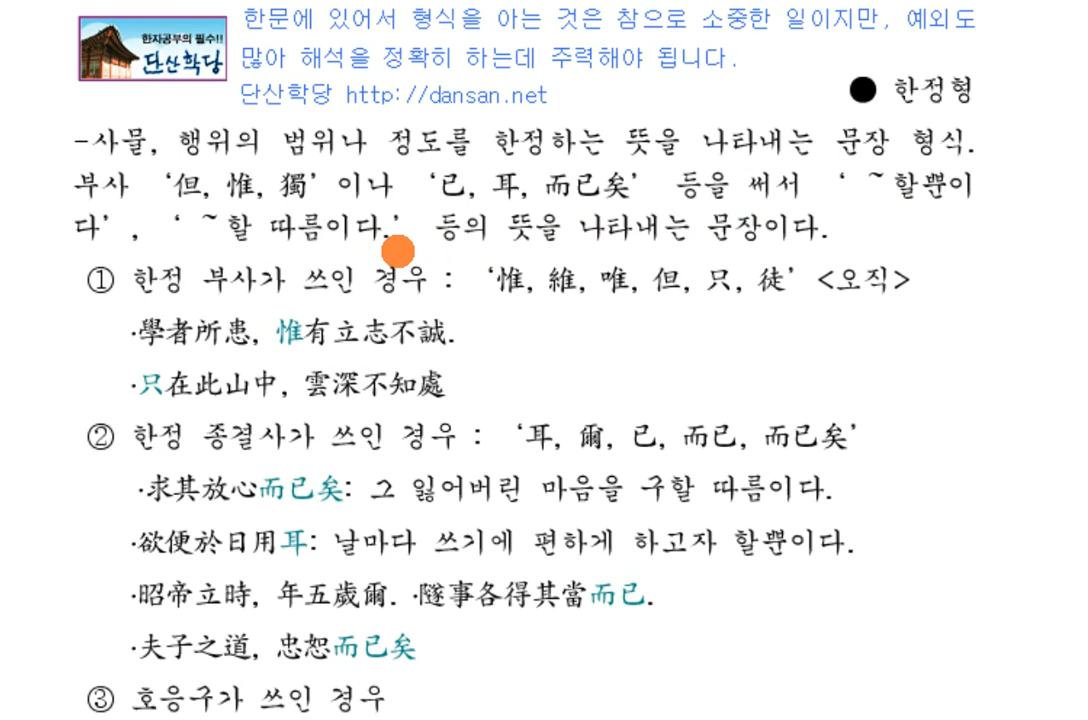 한자공부의 필수!!
단산학당
한문에 있어서 형식을 아는 것은 참으로 소중한 일이지만, 예외도
많아 해석을 정확히 하는데 주력해야 됩니다.
단산학당 http://dansan.net
● 한정형
-사물, 행위의 범위나 정도를 한정하는 뜻을 나타내는 문장 형식.
부사 ‘但, 惟, 獨’이나 ‘已, 耳, 而已矣’ 등을 써서 ‘ ~할뿐이
다’, ‘ ~할 따름이다.’ 등의 뜻을 나타내는 문장이다.
① 한정 부사가 쓰인 경우 : ‘惟, 維, 唯, 但, 只, 徒’ <오직>
·學者所患, 惟有立志不誠.
·只在此山中, 雲深不知處
② 한정 종결사가 쓰인 경우 : ‘耳, 爾, 已, 而已, 而已矣’
·求其放心而已矣: 그 잃어버린 마음을 구할 따름이다.
·欲便於日用耳: 날마다 쓰기에 편하게 하고자 할뿐이다.
·昭帝立時, 年五歲爾. ·隧事各得其當而已.
·夫子之道, 忠恕而已矣
③ 호응구가 쓰인 경우